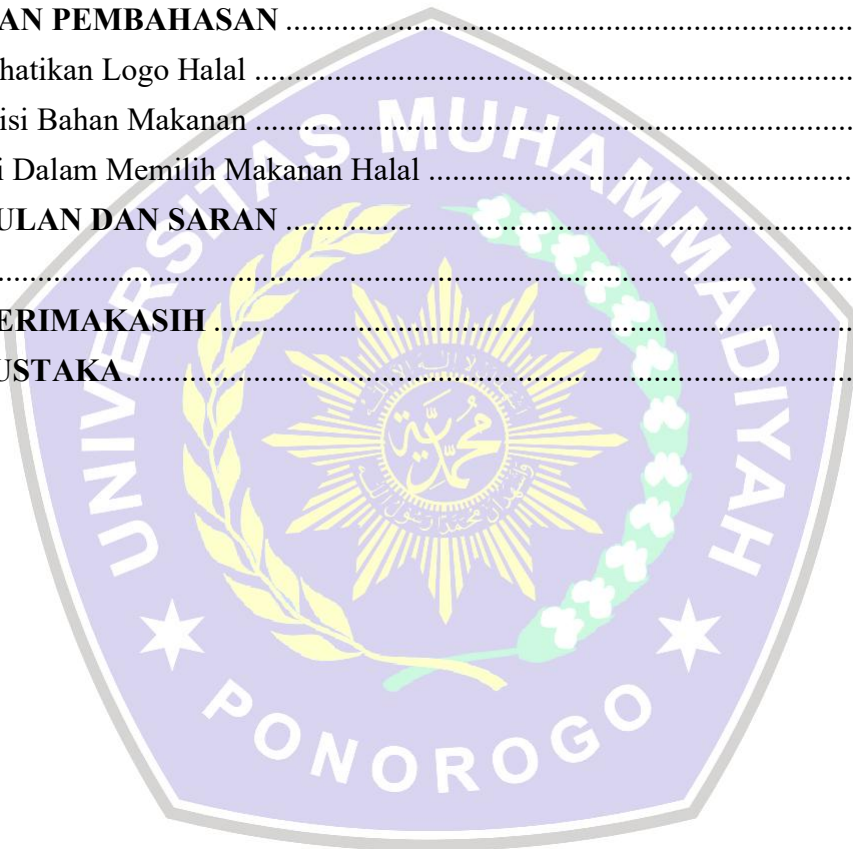 AN PEMBAHASAN ........................................................................
hatikan Logo Halal ............................................................................
isi Bahan Makanan ............................................................................
i Dalam Memilih Makanan Halal ......................................................
ULAN DAN SARAN ........................................................................
............................................................................................................
ERIMAKASIH .................................................................................
USTAKA............................................................................................
UNIVERSITAS MUHAMMADIYAH
PONOROGO
محمدية